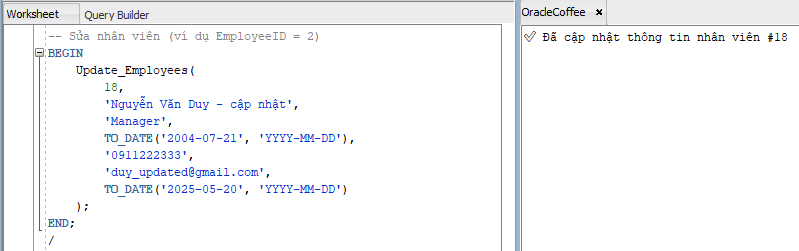 Worksheet Query Builder
-- Sửa nhân viên (ví dụ EmployeeID = 2)
BEGIN
Update_Employees(
18,
'Nguyễn Văn Duy - cập nhật',
'Manager',
TO_DATE('2004-07-21', 'YYYY-MM-DD'),
'0911222333',
'duy_updated@gmail.com',
TO_DATE('2025-05-20', 'YYYY-MM-DD')
);
END;
/
OracleCoffee ×
Đã cập nhật thông tin nhân viên #18